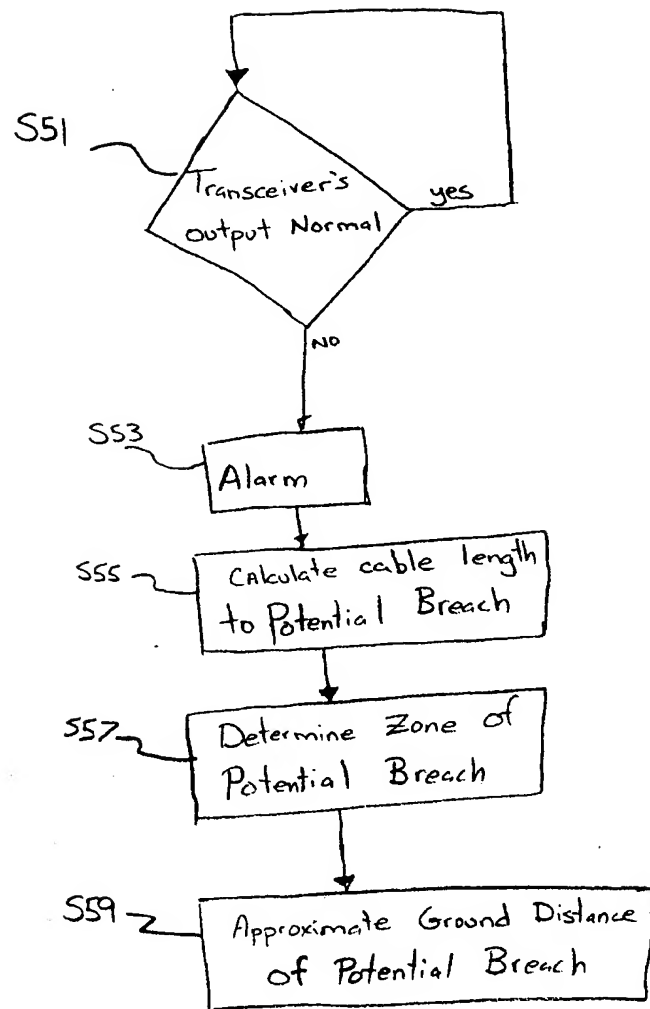 S51
Transceiver's
output Normal
yes
NO
S53
Alarm
S55
CAlculate cable length
to Potential Breach
S57
Determine Zone of
Potential Breach
S59
Approximate Ground Distance
of Potential Breach